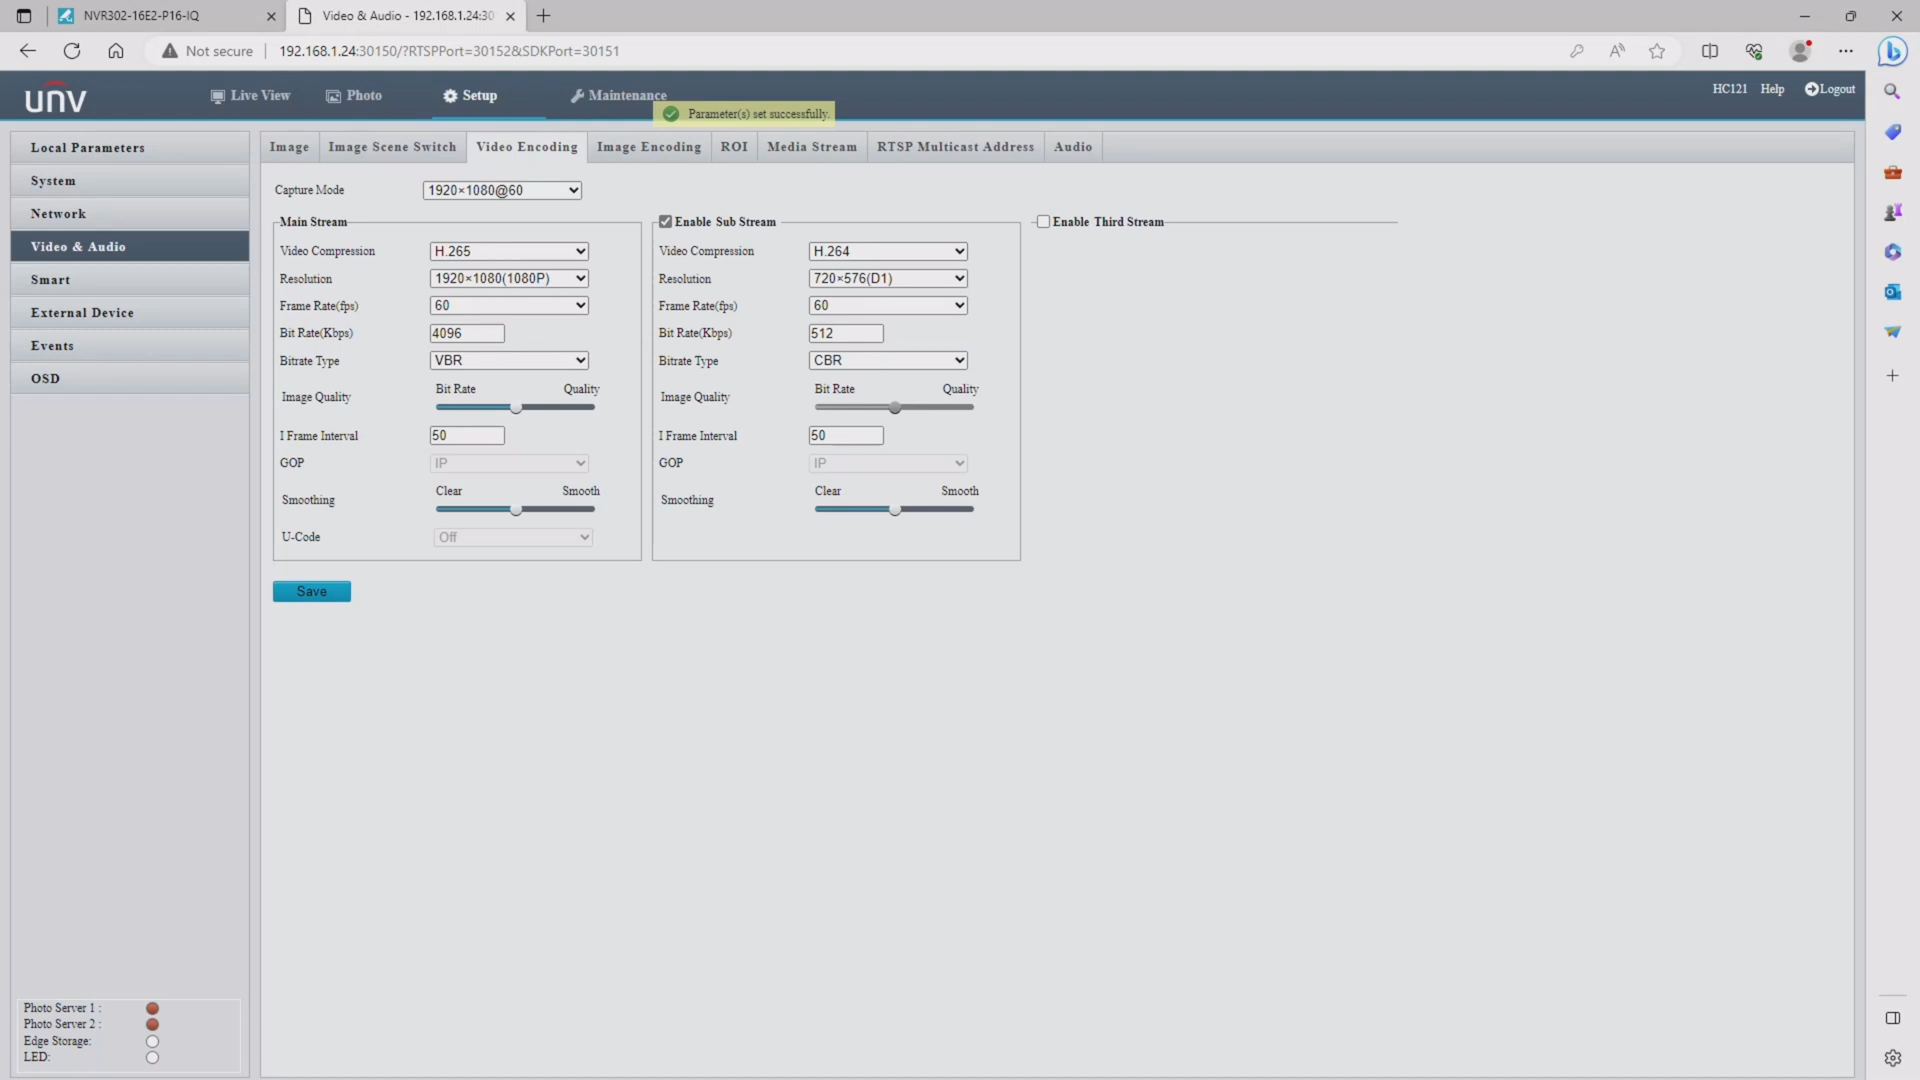 NVR302-16E2-P16-IQ
Video & Audio - 192.168.1.24:30
Not secure
192.168.1.24:30150/?RTSPPort=30152&SDKPort=30151
unv
Live View
Photo
Setup
Maintenance
HC121
Help
Logout
Parameter(s) set successfully.
Local Parameters
System
Network
Video & Audio
Smart
External Device
Events
OSD
Image
Image Scene Switch
Video Encoding
Image Encoding
ROI
Media Stream
RTSP Multicast Address
Audio
Capture Mode
1920×1080@60
Main Stream
Video Compression
H.265
Resolution
1920×1080(1080P)
Frame Rate(fps)
60
Bit Rate(Kbps)
4096
Bitrate Type
VBR
Image Quality
Bit Rate
Quality
I Frame Interval
50
GOP
IP
Smoothing
Clear
Smooth
U-Code
Off
Enable Sub Stream
Video Compression
H.264
Resolution
720×576(D1)
Frame Rate(fps)
60
Bit Rate(Kbps)
512
Bitrate Type
CBR
Image Quality
Bit Rate
Quality
I Frame Interval
50
GOP
IP
Smoothing
Clear
Smooth
Enable Third Stream
Save
Photo Server 1 :
Photo Server 2 :
Edge Storage:
LED: